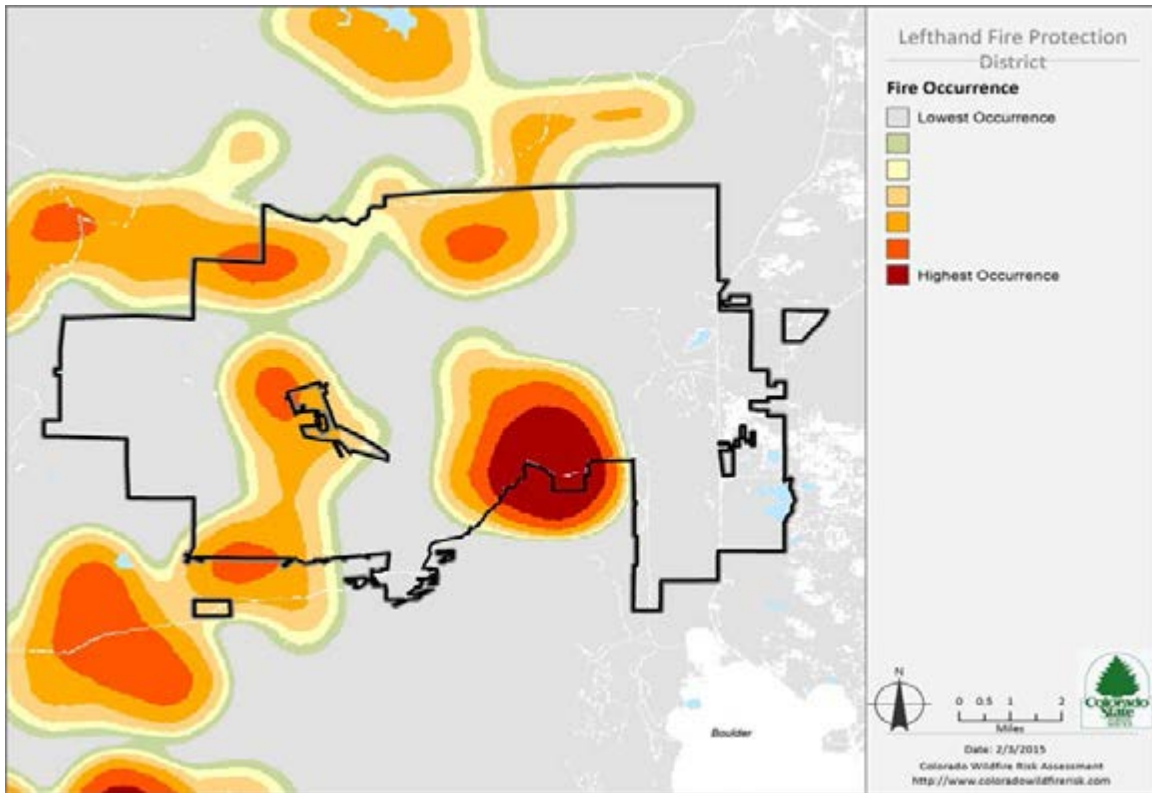 Lefthand Fire Protection
District
Fire Occurrence
Lowest Occurrence
Highest Occurrence
N
0 0.5 1 2
Miles
Colorado
State
Boulder
Date: 2/3/2015
Colorado Wildfire Risk Assessment
http://www.coloradowildfirerisk.com